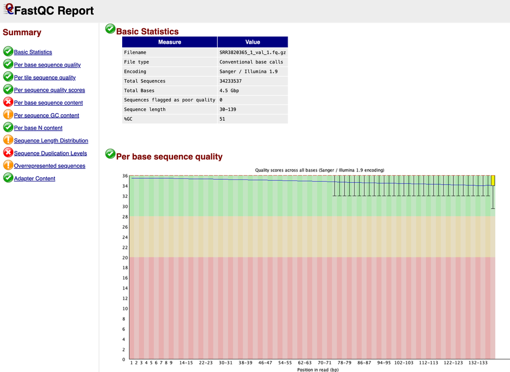 FastQC Report
Summary
Basic Statistics
Per base sequence quality
Per tile sequence quality
Per sequence quality scores
Per base sequence content
Per sequence GC content
Per base N content
Sequence Length Distribution
Sequence Duplication Levels
Overrepresented sequences
Adapter Content
Basic Statistics
Measure Value
Filename SRR3820365_1_val_1.fq.gz
File type Conventional base calls
Encoding Sanger / Illumina 1.9
Total Sequences 34233537
Total Bases 4.5 Gbp
Sequences flagged as poor quality 0
Sequence length 30-139
%GC 51
Per base sequence quality
Quality scores across all bases (Sanger / Illumina 1.9 encoding)
36
34
32
30
28
26
24
22
20
18
16
14
12
10
8
6
4
2
0
1 2 3 4 5 6 7 8 9 14-15 22-23 30-31 38-39 46-47 54-55 62-63 70-71 78-79 86-87 94-95 102-103 112-113 122-123 132-133
Position in read (bp)